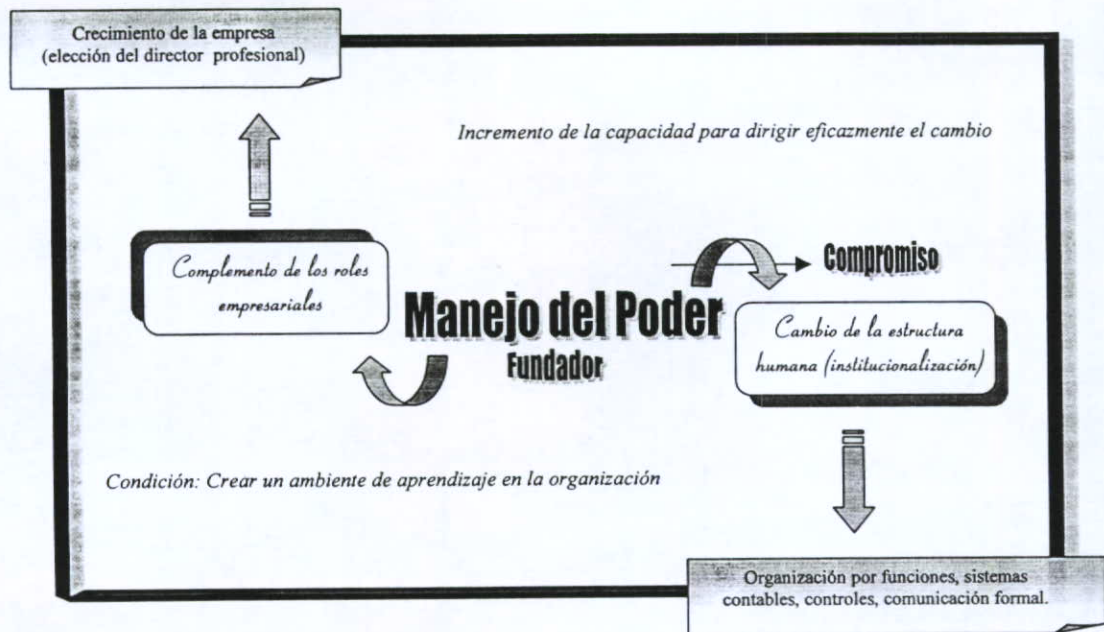 Crecimiento de la empresa
(elección del director profesional)
Incremento de la capacidad para dirigir eficazmente el cambio
Complemento de los roles
empresariales
Compromiso
Manejo del Poder
Fundador
Cambio de la estructura
humana (institucionalización)
Condición: Crear un ambiente de aprendizaje en la organización
Organización por funciones, sistemas
contables, controles, comunicación formal.